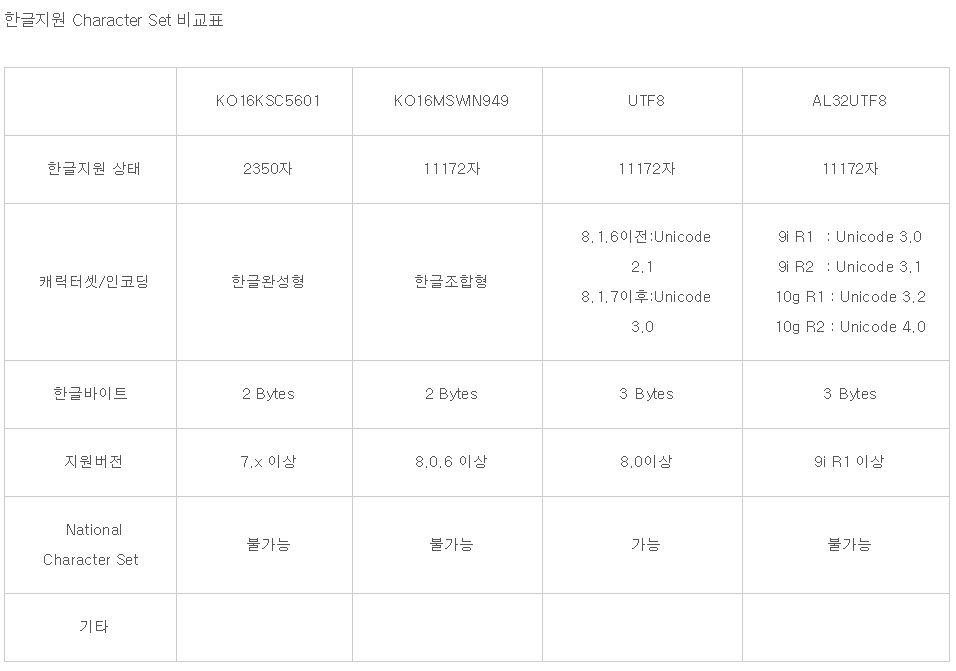 한글지원 Character Set 비교표
KO16KSC5601 KO16MSWIN949 UTF8 AL32UTF8
한글지원 상태 2350자 11172자 11172자 11172자
캐릭터셋/인코딩 한글완성형 한글조합형
8.1.6이전:Unicode
2.1
8.1.7이후:Unicode
3.0
9i R1 : Unicode 3.0
9i R2 : Unicode 3.1
10g R1 : Unicode 3.2
10g R2 : Unicode 4.0
한글바이트 2 Bytes 2 Bytes 3 Bytes 3 Bytes
지원버전 7.x 이상 8.0.6 이상 8.0이상 9i R1 이상
National
Character Set
불가능 불가능 가능 불가능
기타